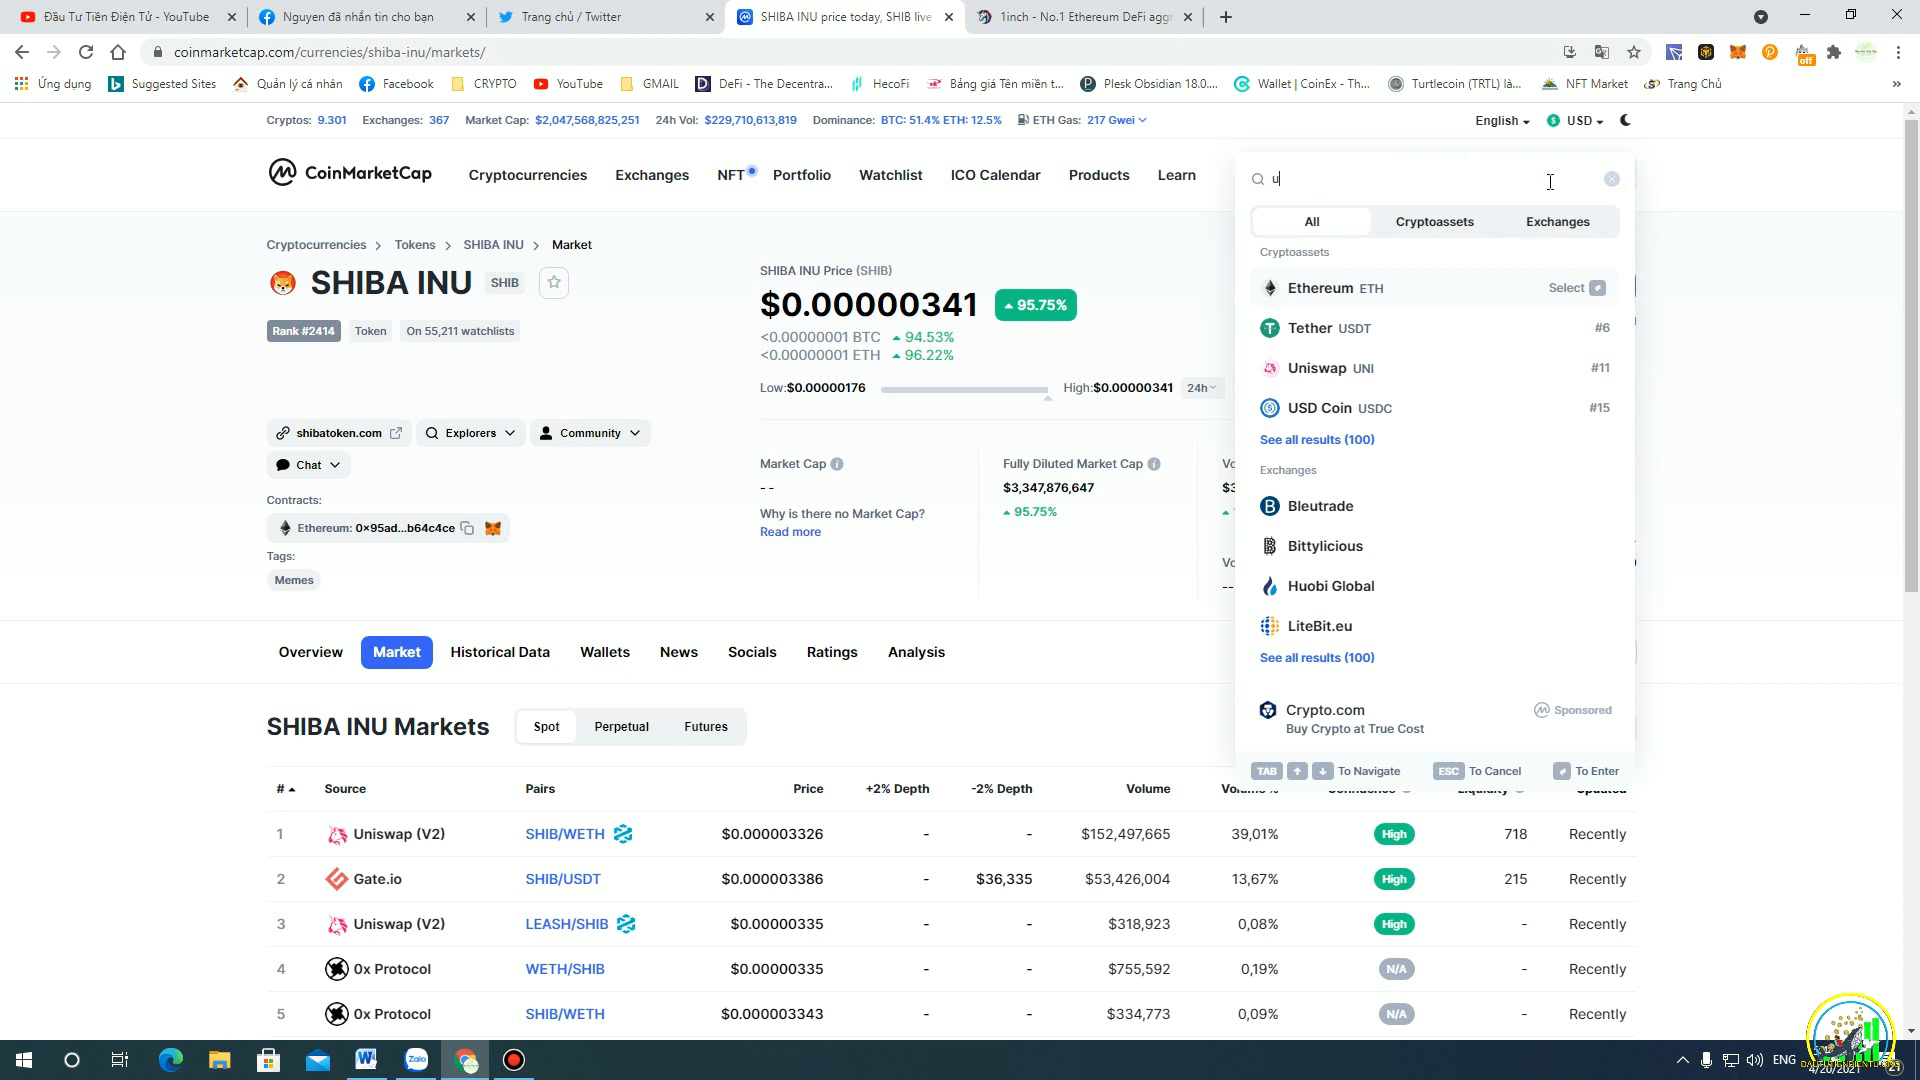 Đầu Tư Tiền Điện Tử - YouTube
Nguyen đã nhắn tin cho bạn
Trang chủ / Twitter
SHIBA INU price today, SHIB live
1inch - No.1 Ethereum DeFi aggr
coinmarketcap.com/currencies/shiba-inu/markets/
off
Ứng dụng
Suggested Sites
Quản lý cá nhân
Facebook
CRYPTO
YouTube
GMAIL
DeFi - The Decentra...
HecoFi
Bảng giá Tên miền t...
Plesk Obsidian 18.0....
Wallet | CoinEx - Th...
Turtlecoin (TRTL) là...
NFT Market
Trang Chủ
»
Cryptos: 9.301 Exchanges: 367 Market Cap: $2,047,568,825,251 24h Vol: $229,710,613,819 Dominance: BTC: 51.4% ETH: 12.5% ETH Gas: 217 Gwei
English USD
CoinMarketCap
Cryptocurrencies Exchanges NFT Portfolio Watchlist ICO Calendar Products Learn
u
All Cryptoassets Exchanges
Cryptoassets
Ethereum ETH Select
Tether USDT #6
Uniswap UNI #11
USD Coin USDC #15
See all results (100)
Exchanges
Bleutrade
Bittylicious
Huobi Global
LiteBit.eu
See all results (100)
Crypto.com Sponsored
Buy Crypto at True Cost
TAB To Navigate ESC To Cancel To Enter
Cryptocurrencies > Tokens > SHIBA INU > Market
SHIBA INU SHIB
Rank #2414 Token On 55,211 watchlists
SHIBA INU Price (SHIB)
$0.00000341 95.75%
<0.00000001 BTC 94.53%
<0.00000001 ETH 96.22%
Low:$0.00000176 High:$0.00000341 24h
shibatoken.com Explorers Community
Chat
Contracts:
Ethereum: 0x95ad...b64c4ce
Tags:
Memes
Market Cap
- -
Why is there no Market Cap?
Read more
Fully Diluted Market Cap
$3,347,876,647
95.75%
Overview Market Historical Data Wallets News Socials Ratings Analysis
SHIBA INU Markets Spot Perpetual Futures
# Source Pairs Price +2% Depth -2% Depth Volume
1 Uniswap (V2) SHIB/WETH $0.000003326 - - $152,497,665 39,01% High 718 Recently
2 Gate.io SHIB/USDT $0.000003386 - $36,335 $53,426,004 13,67% High 215 Recently
3 Uniswap (V2) LEASH/SHIB $0.00000335 - - $318,923 0,08% High - Recently
4 0x Protocol WETH/SHIB $0.00000335 - - $755,592 0,19% N/A - Recently
5 0x Protocol SHIB/WETH $0.000003343 - - $334,773 0,09% N/A - Recently
Zalo
ENG
4/20/2021
21